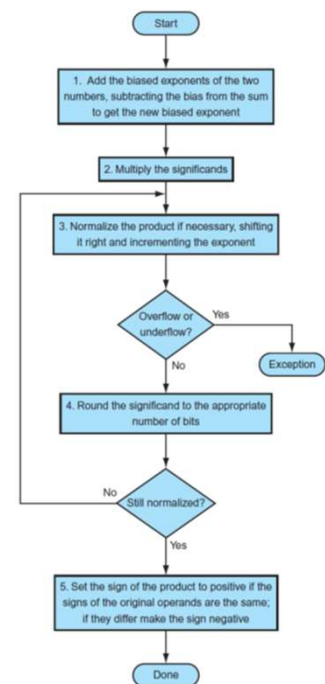 Start
1. Add the biased exponents of the two
numbers, subtracting the bias from the sum
to get the new biased exponent
2. Multiply the significands
3. Normalize the product if necessary, shifting
it right and incrementing the exponent
Overflow or
underflow?
Yes
Exception
No
4. Round the significand to the appropriate
number of bits
No
Still normalized?
Yes
5. Set the sign of the product to positive if the
signs of the original operands are the same;
if they differ make the sign negative
Done